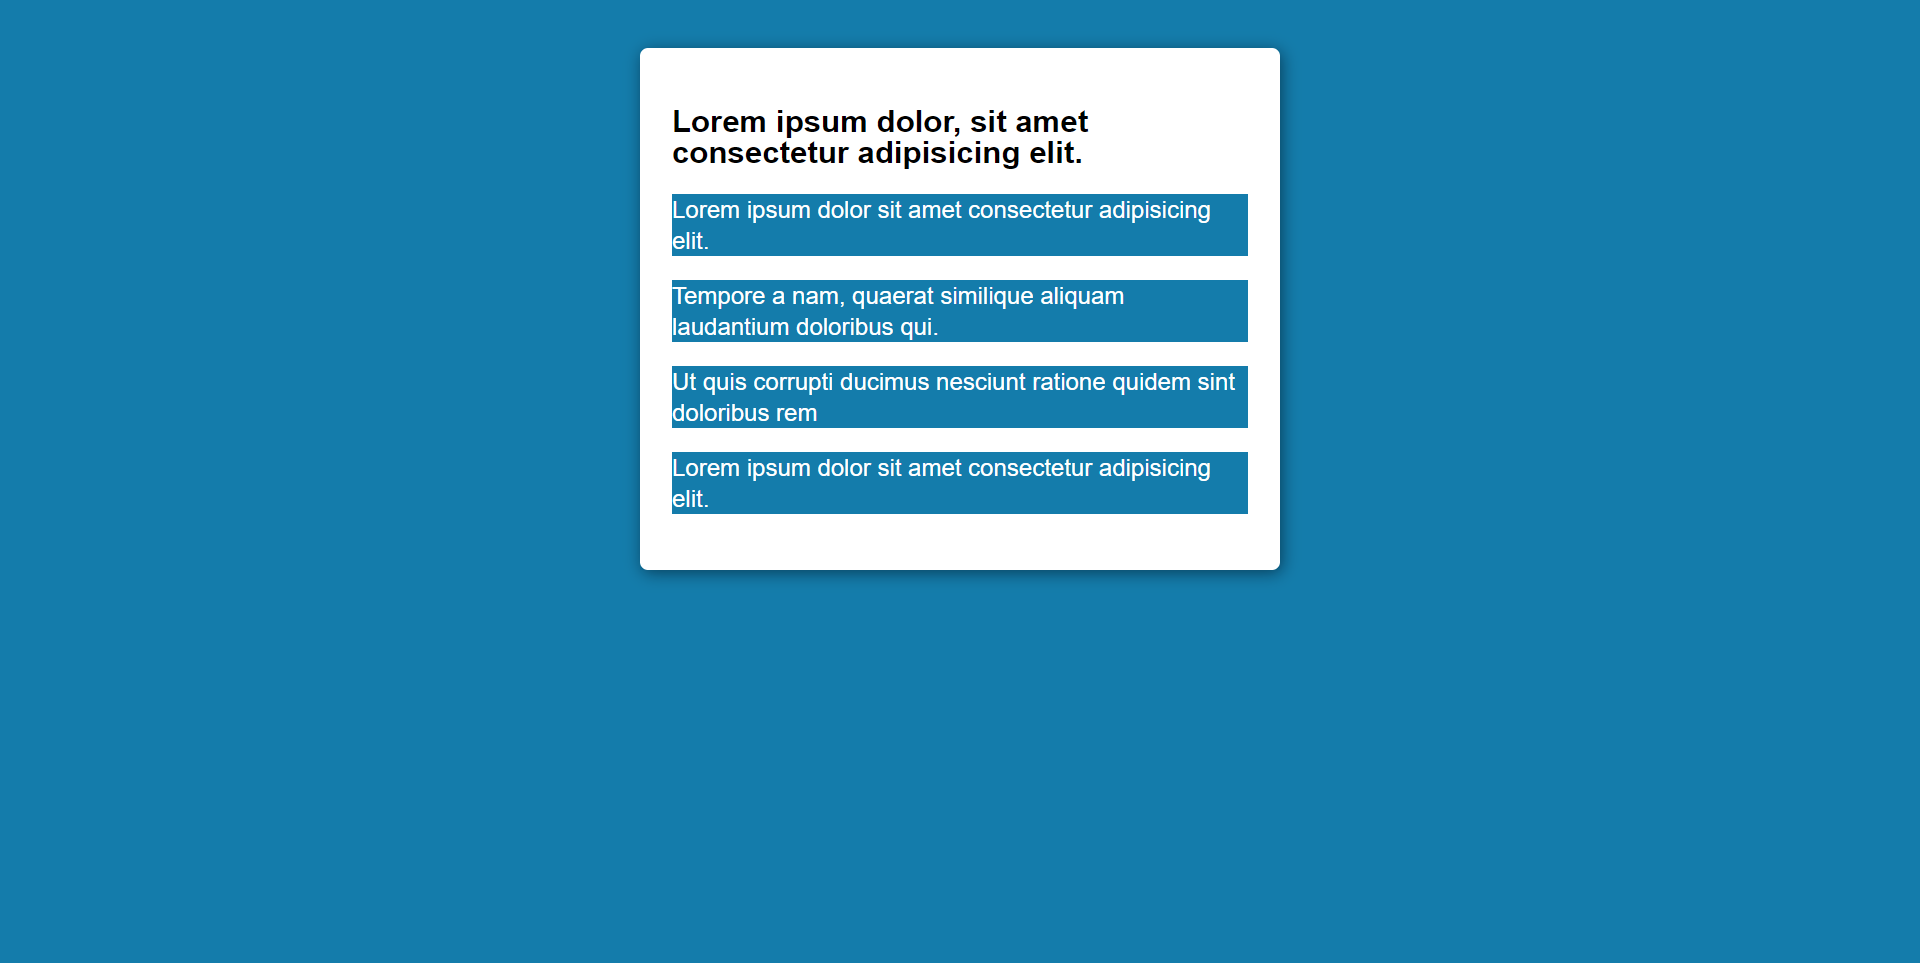 Lorem ipsum dolor, sit amet
consectetur adipisicing elit.
Lorem ipsum dolor sit amet consectetur adipisicing
elit.
Tempore a nam, quaerat similique aliquam
laudantium doloribus qui.
Ut quis corrupti ducimus nesciunt ratione quidem sint
doloribus rem
Lorem ipsum dolor sit amet consectetur adipisicing
elit.